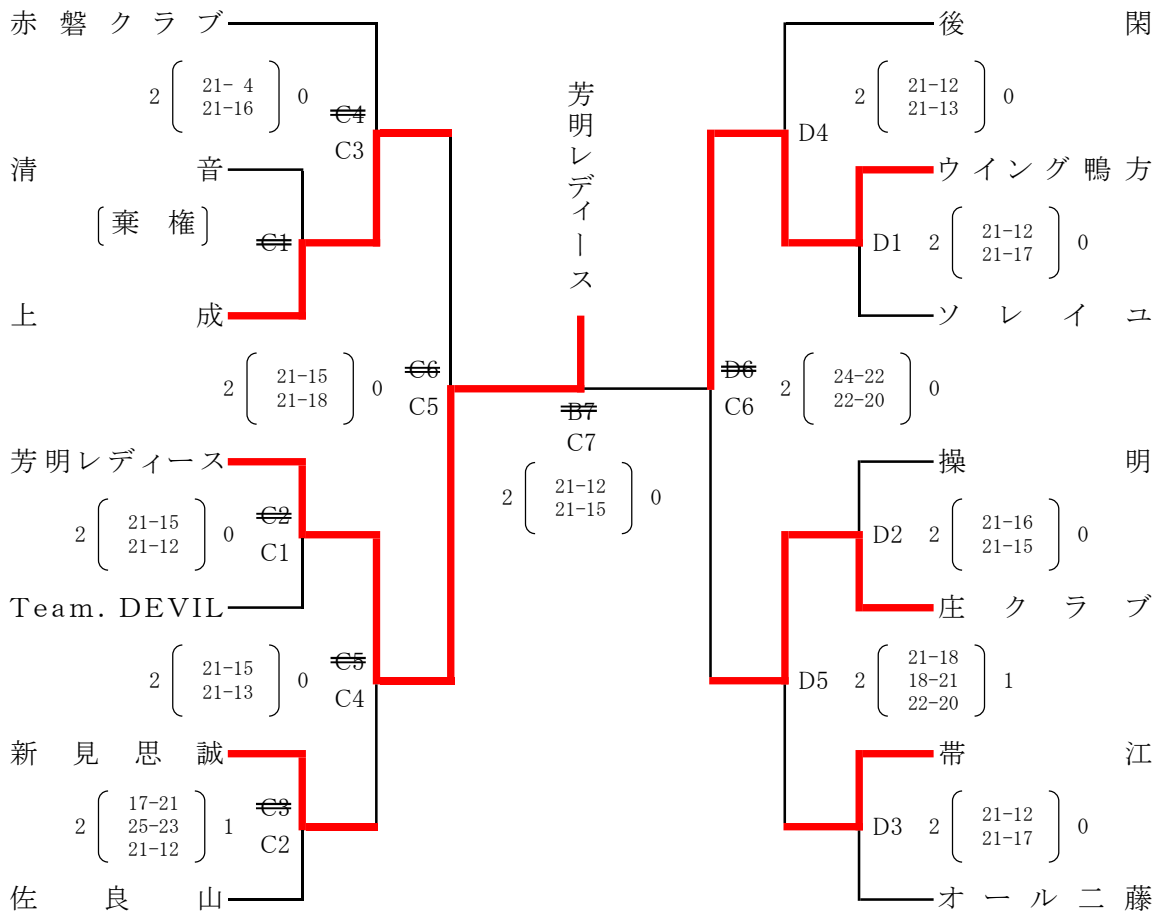 赤磐クラブ
2 21- 4 0
21-16
C4
C3
清音
〔棄権〕
C1
上成
2 21-15 0
21-18
C6
C5
芳明レディース
2 21-15 0
21-12
C2
C1
Team. DEVIL
2 21-15 0
21-13
C5
C4
新見思誠
17-21
2 25-23 1
21-12
C3
C2
佐良山
芳明レディース
B7
C7
2 21-12 0
21-15
後閑
2 21-12 0
21-13
D4
ウイング鴨方
D1 2 21-12 0
21-17
ソレイユ
D6
C6
2 24-22 0
22-20
操明
D2 2 21-16 0
21-15
庄クラブ
21-18
D5 2 18-21 1
22-20
帯江
D3 2 21-12 0
21-17
オール二藤